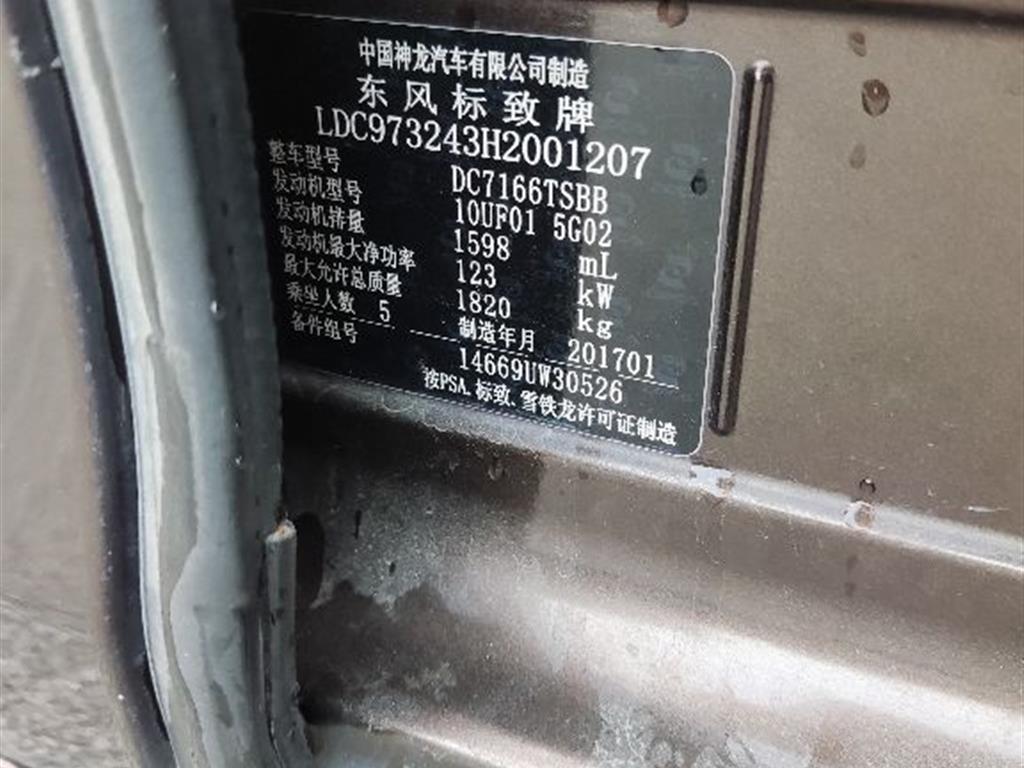 中国神龙汽车有限公司制造
东风标致牌
LDC973243H2001207
整车型号 DC7166TSBB
发动机型号 10UF01 5G02
发动机排量 1598 mL
发动机最大净功率 123 kW
最大允许总质量 1820 kg
乘坐人数 5 制造年月 201701
备件组号 14669UW30526
按PSA.标致、雪铁龙许可证制造